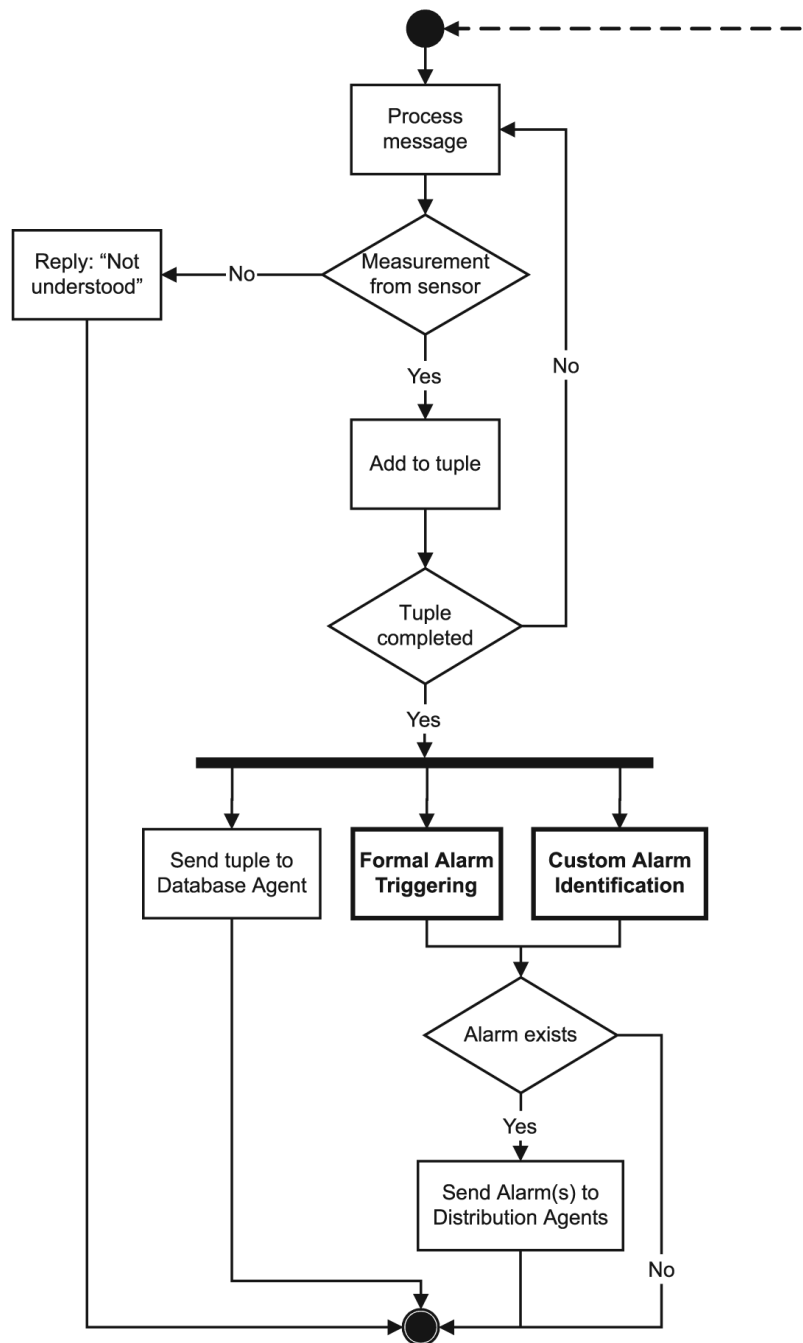 Process
message
Measurement
from sensor
No
Reply: “Not
understood”
Yes
No
Add to tuple
Tuple
completed
Yes
Send tuple to
Database Agent
Formal Alarm
Triggering
Custom Alarm
Identification
Alarm exists
Yes
Send Alarm(s) to
Distribution Agents
No